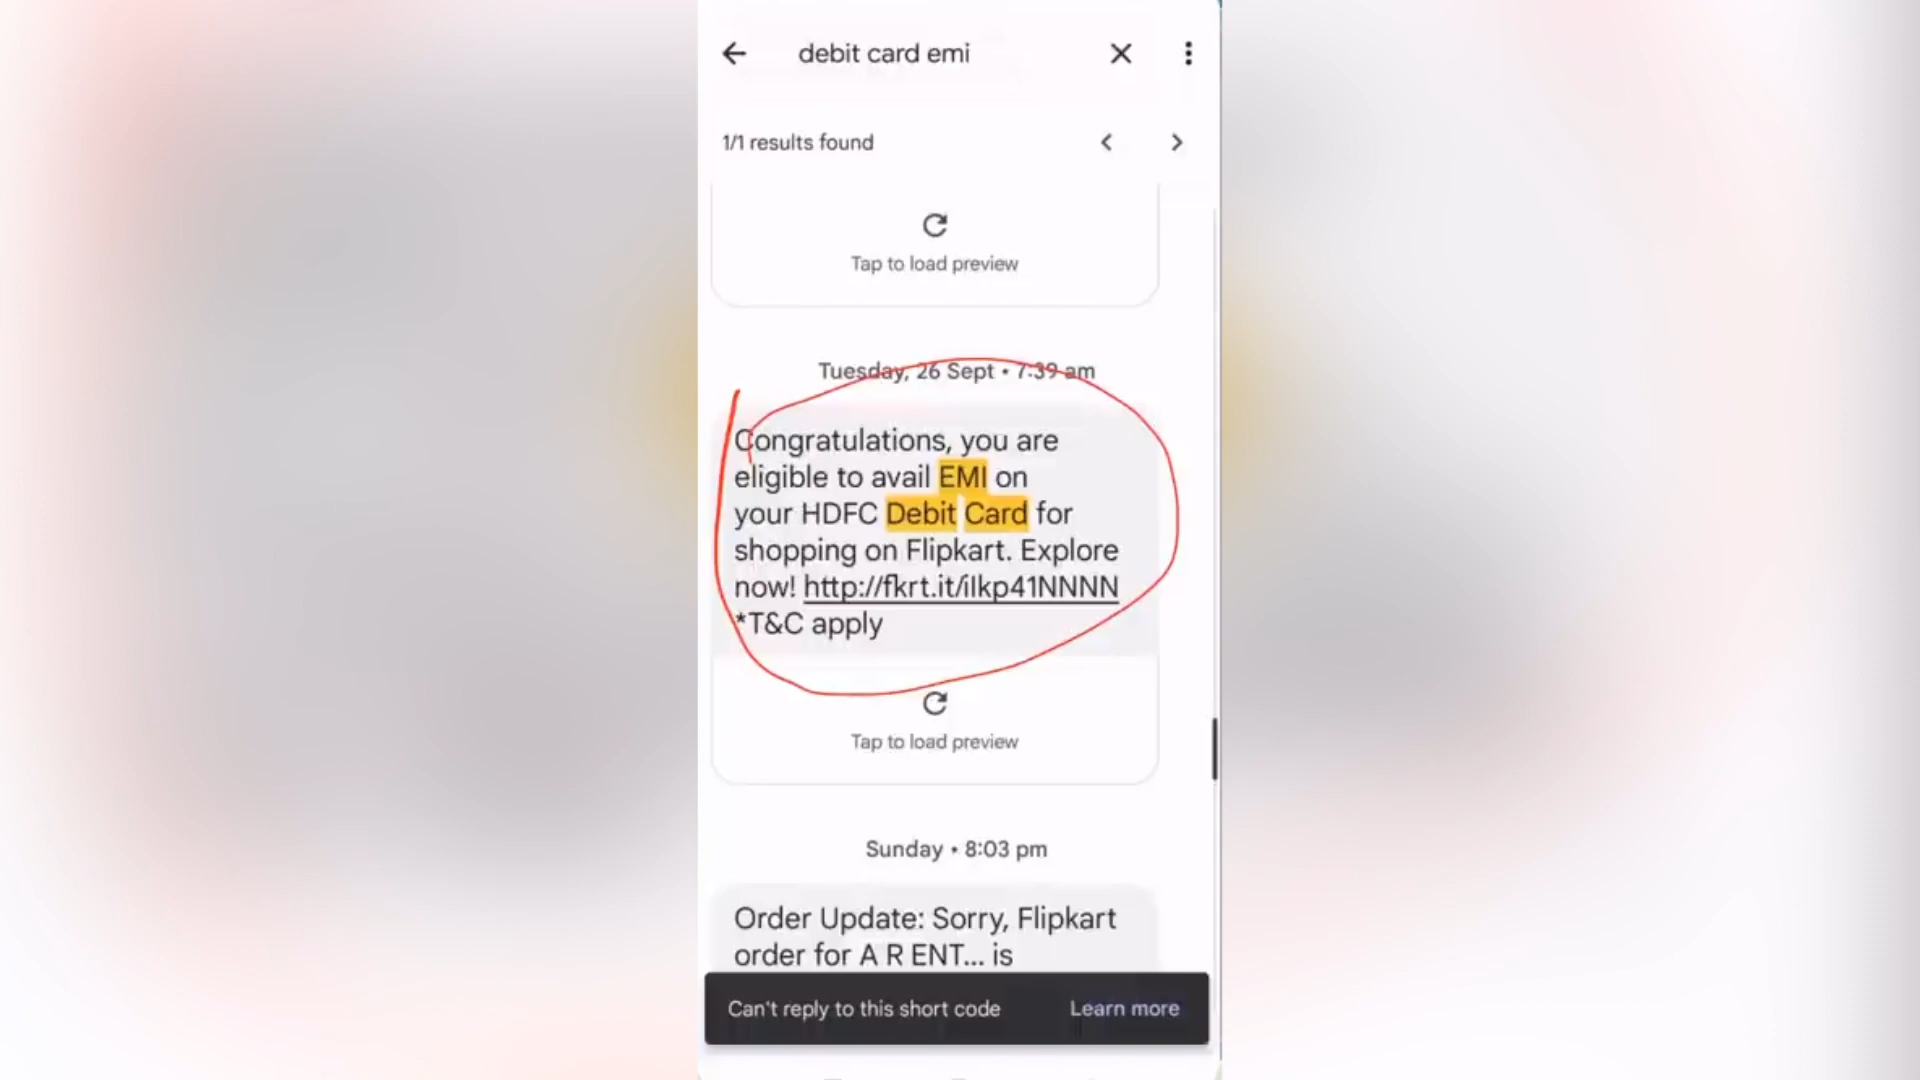 debit card emi
1/1 results found
Tap to load preview
Tuesday, 26 Sept • 7:39 am
Congratulations, you are
eligible to avail EMI on
your HDFC Debit Card for
shopping on Flipkart. Explore
now! http://fkrt.it/iIkp41NNNN
*T&C apply
Tap to load preview
Sunday • 8:03 pm
Order Update: Sorry, Flipkart
order for A R ENT... is
Can't reply to this short code Learn more